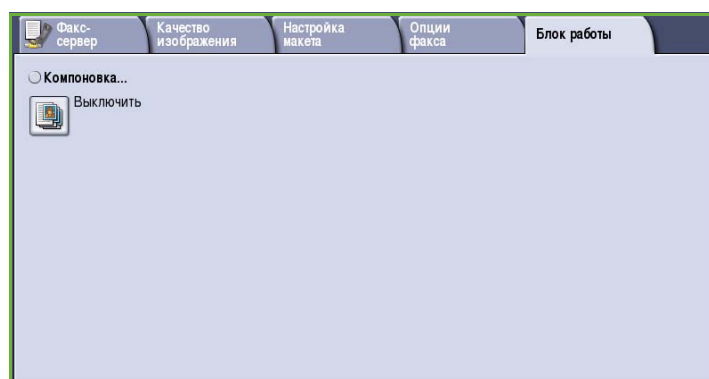 Факс-
сервер
Качество
изображения
Настройка
макета
Опции
факса
Блок работы
Компоновка...
Выключить